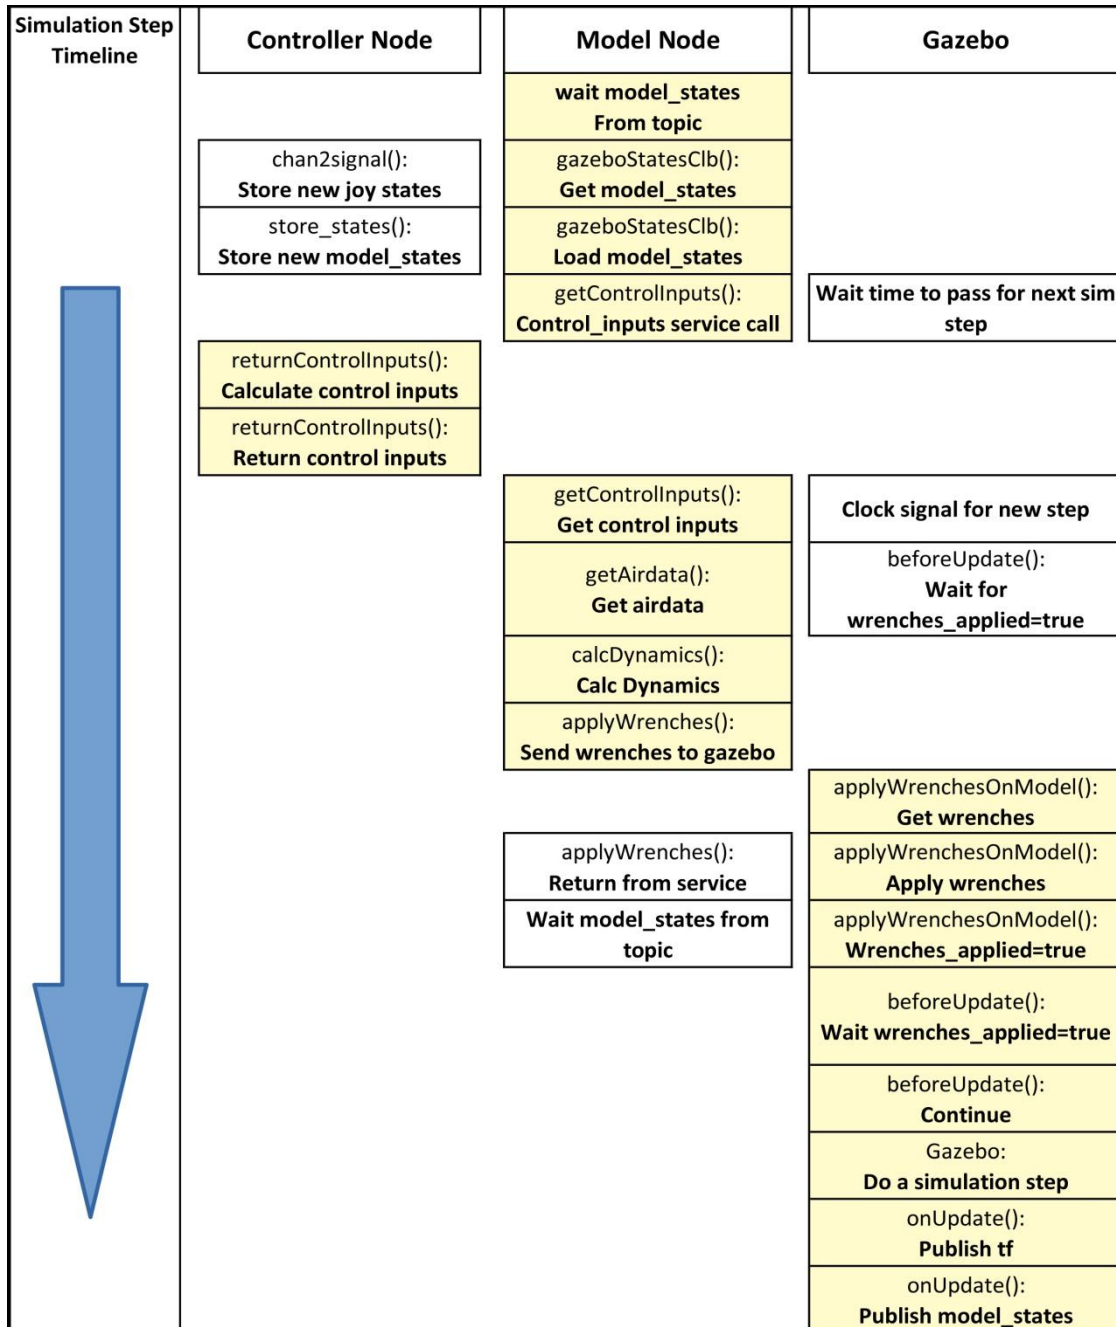 Simulation Step
Timeline
Controller Node
Model Node
Gazebo
wait model_states
From topic
chan2signal():
Store new joy states
gazeboStatesClb():
Get model_states
store_states():
Store new model_states
gazeboStatesClb():
Load model_states
getControlInputs():
Control_inputs service call
Wait time to pass for next sim
step
returnControlInputs():
Calculate control inputs
returnControlInputs():
Return control inputs
getControlInputs():
Get control inputs
Clock signal for new step
getAirdata():
Get airdata
beforeUpdate():
Wait for
wrenches_applied=true
calcDynamics():
Calc Dynamics
applyWrenches():
Send wrenches to gazebo
applyWrenchesOnModel():
Get wrenches
applyWrenches():
Return from service
applyWrenchesOnModel():
Apply wrenches
Wait model_states from
topic
applyWrenchesOnModel():
Wrenches_applied=true
beforeUpdate():
Wait wrenches_applied=true
beforeUpdate():
Continue
Gazebo:
Do a simulation step
onUpdate():
Publish tf
onUpdate():
Publish model_states